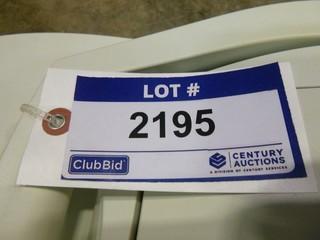 LOT #
2195
ClubBid
CENTURY
AUCTIONS
A DIVISION OF CENTURY SERVICES